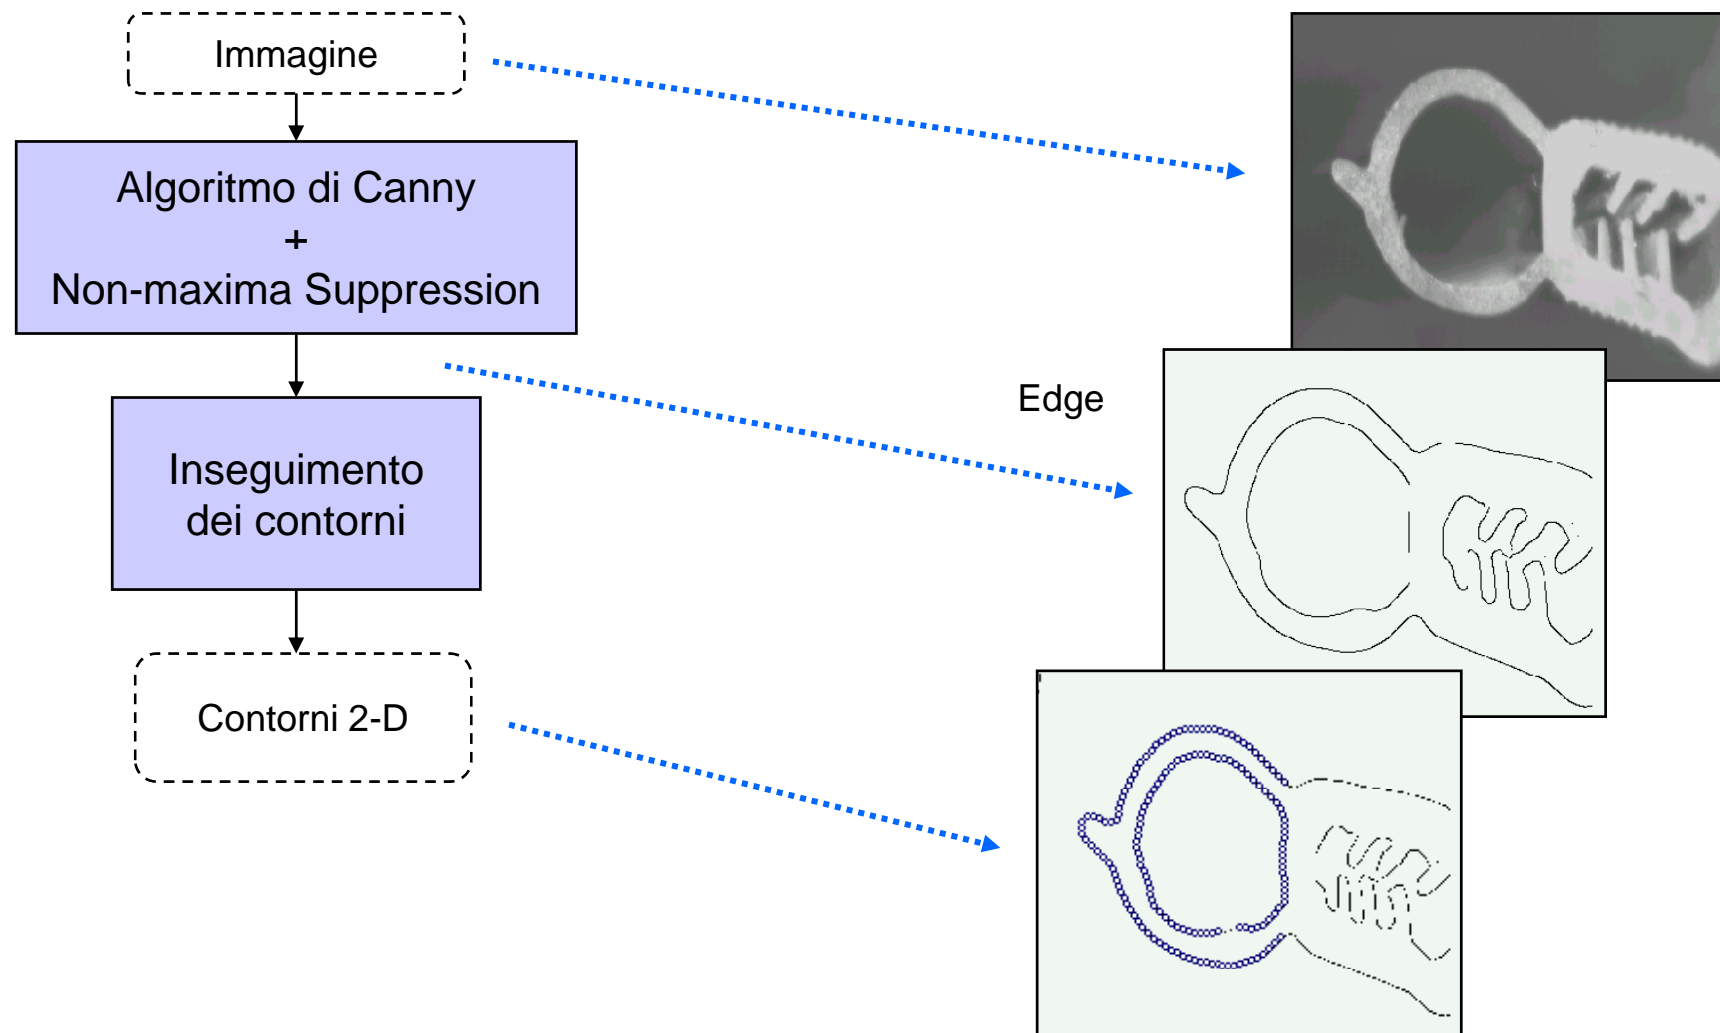 Immagine
Algoritmo di Canny
+
Non-maxima Suppression
Edge
Inseguimento
dei contorni
Contorni 2-D